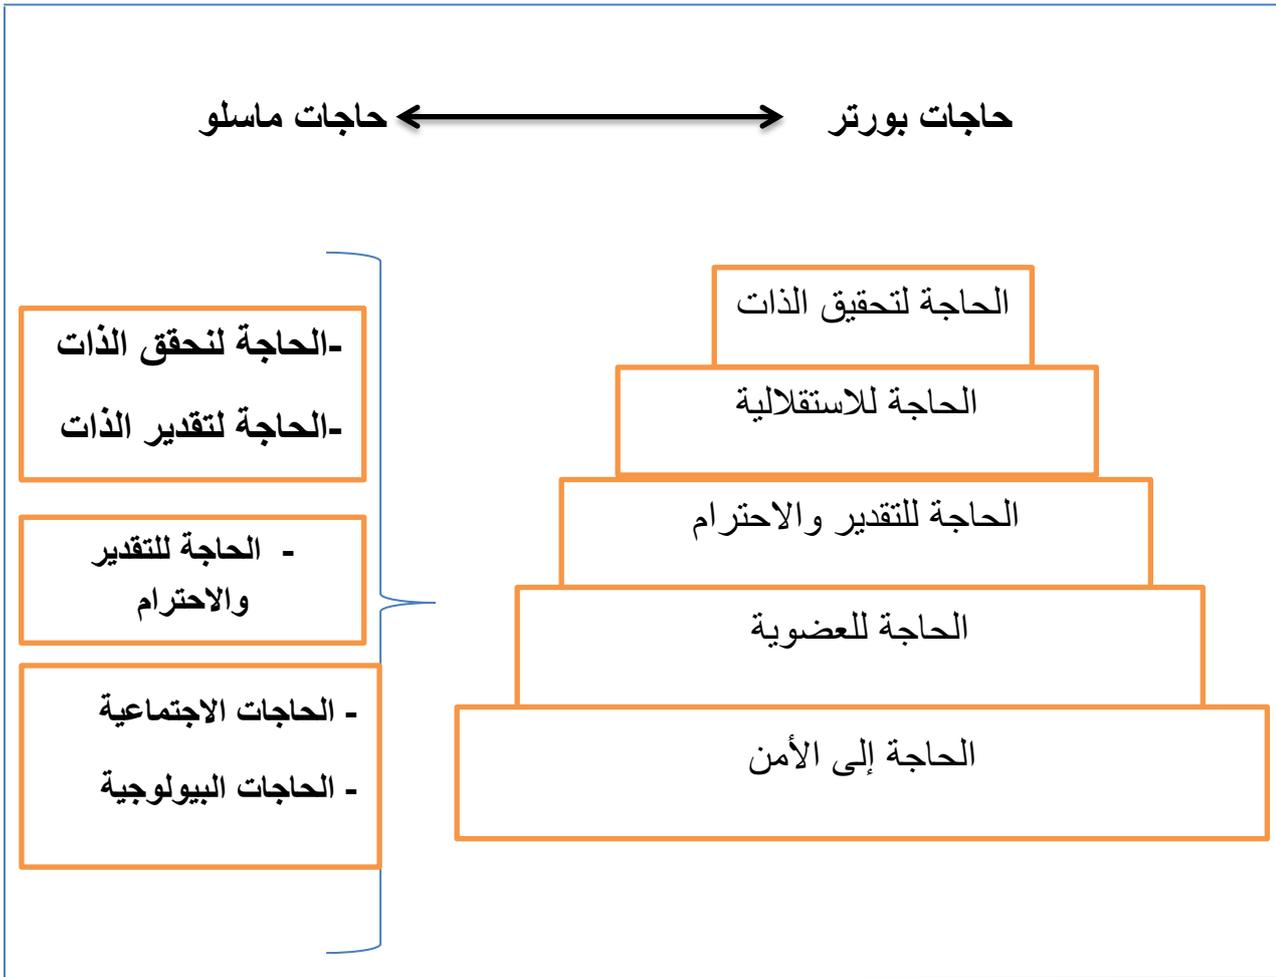 حاجات بورتر
حاجات ماسلو
الحاجة لتحقيق الذات
الحاجة للاستقلالية
الحاجة للتقدير والاحترام
الحاجة للعضوية
الحاجة إلى الأمن
-الحاجة لنحقق الذات
-الحاجة لتقدير الذات
- الحاجة للتقدير
والاحترام
- الحاجات الاجتماعية
- الحاجات البيولوجية